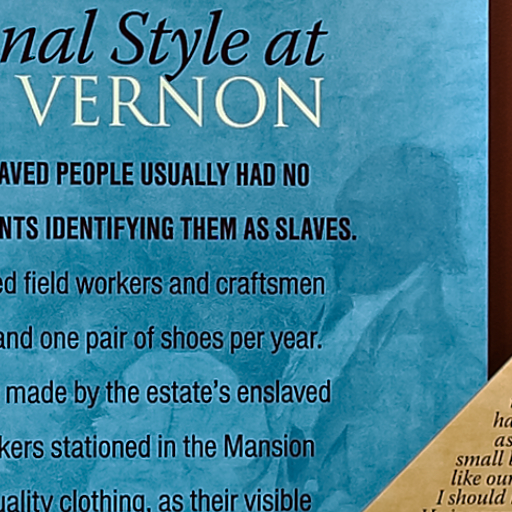 nal Style at
VERNON
AVED PEOPLE USUALLY HAD NO
NTS IDENTIFYING THEM AS SLAVES.
ed field workers and craftsmen
and one pair of shoes per year.
made by the estate's enslaved
kers stationed in the Mansion
uality clothing, as their visible
ha
as
small
like our
I should